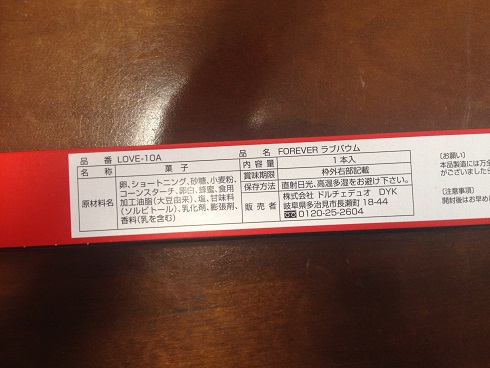 品番 LOVE-10A
品名 FOREVER ラブバウム
名称 菓子
原材料名 卵、ショートニング、砂糖、小麦粉、
コーンスターチ、卵白、蜂蜜、食用
加工油脂(大豆由来)、塩、甘味料
(ソルビトール)、乳化剤、膨張剤、
香料(乳を含む)
内容量 1本入
賞味期限 枠外右部記載
保存方法 直射日光、高温多湿をお避け下さい。
販売者 株式会社 ドルチェデュオ DYK
岐阜県多治見市長瀬町 18-44
0120-25-2604
〔お願い〕
本品製造には万全
がございました
〔注意事項〕
開封後はお早め